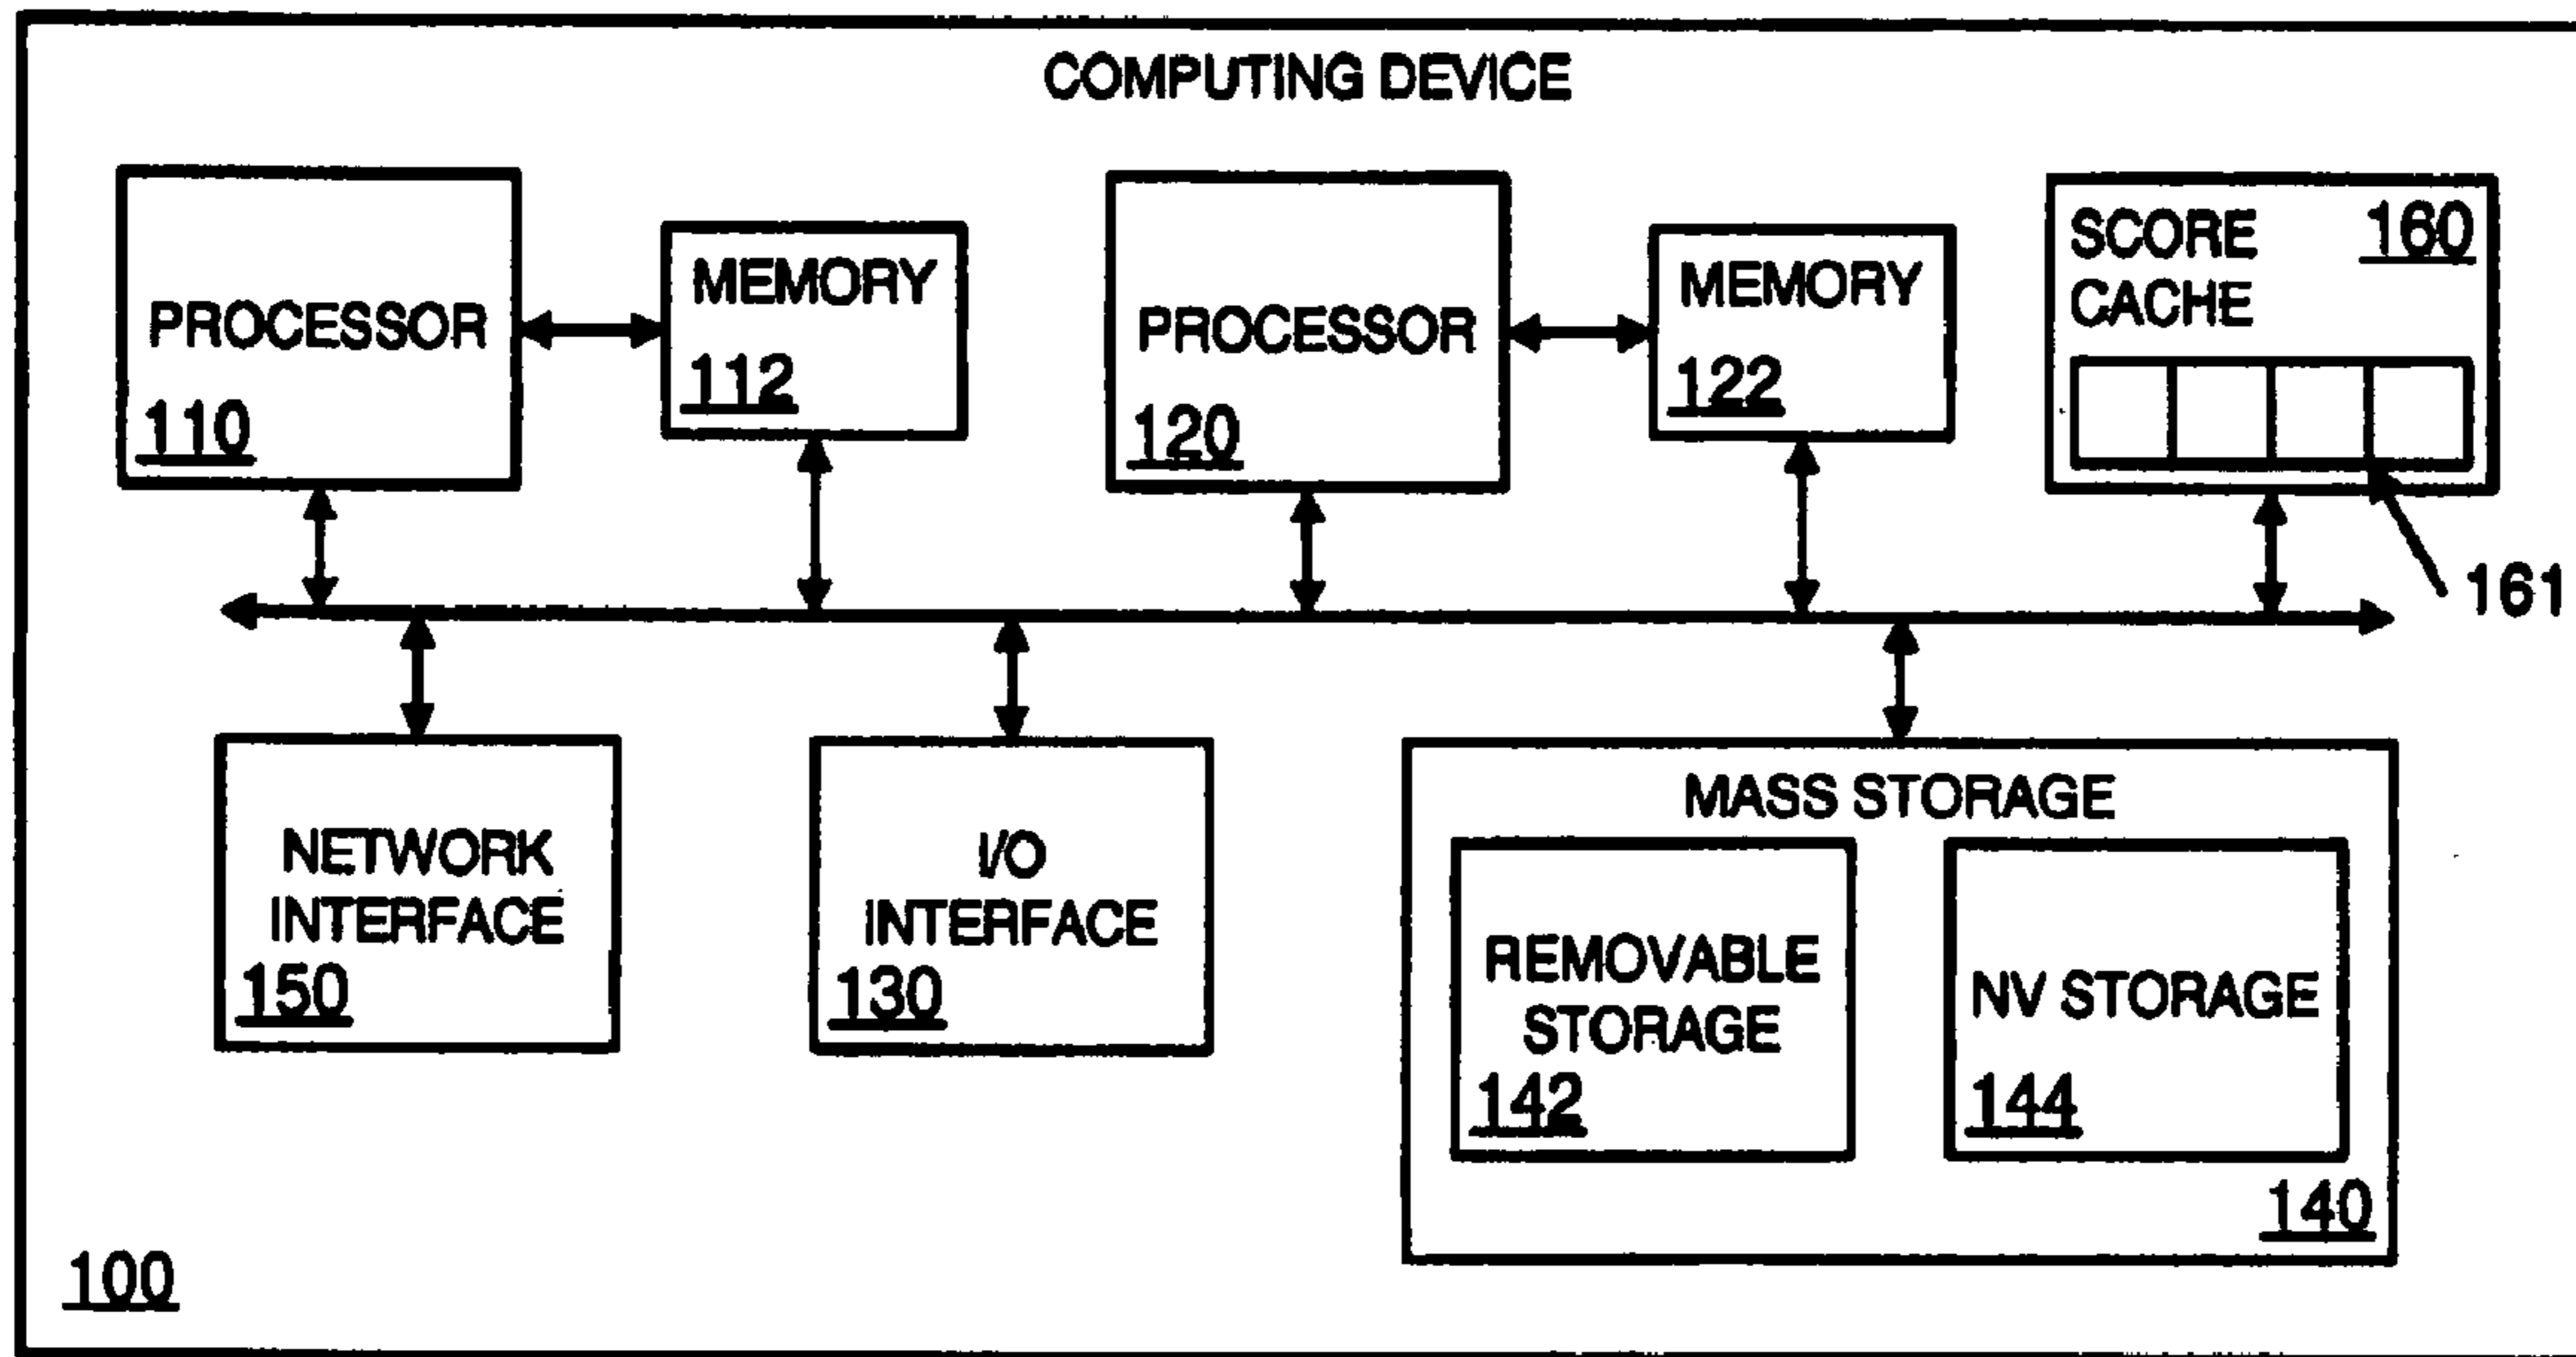 COMPUTING DEVICE
PROCESSOR
110
MEMORY
112
PROCESSOR
120
MEMORY
122
SCORE
CACHE
160
161
NETWORK
INTERFACE
150
I/O
INTERFACE
130
MASS STORAGE
REMOVABLE
STORAGE
142
NV STORAGE
144
140
100